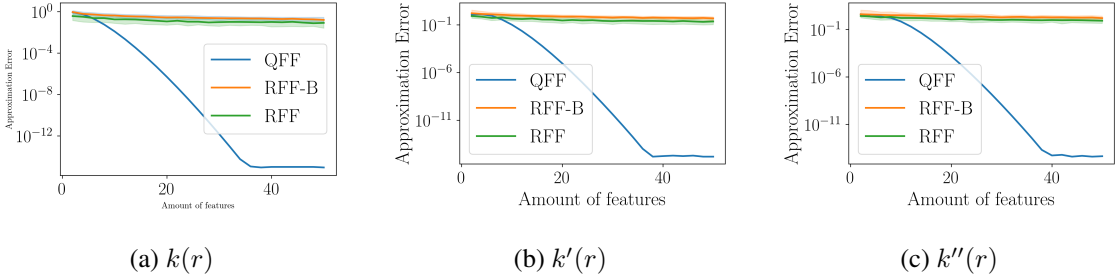 Approximation Error
10⁰
10⁻⁴
10⁻⁸
10⁻¹²
QFF
RFF-B
RFF
0 20 40
Amount of features
(a) k(r)
Approximation Error
10⁻¹
10⁻⁶
10⁻¹¹
QFF
RFF-B
RFF
0 20 40
Amount of features
(b) k′(r)
Approximation Error
10⁻¹
10⁻⁶
10⁻¹¹
QFF
RFF-B
RFF
0 20 40
Amount of features
(c) k′′(r)